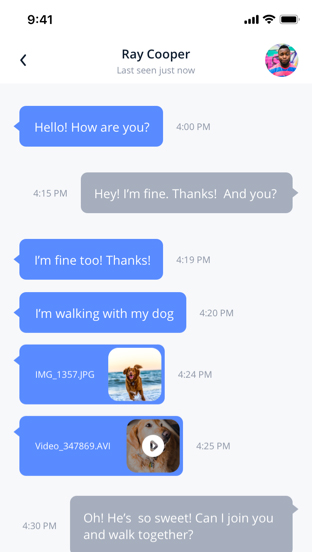 9:41
Ray Cooper
Last seen just now
Hello! How are you?
4:00 PM
4:15 PM
Hey! I'm fine. Thanks!  And you?
I'm fine too! Thanks!
4:19 PM
I'm walking with my dog
4:20 PM
IMG_1357.JPG
4:24 PM
Video_347869.AVI
4:25 PM
4:30 PM
Oh! He's  so sweet! Can I join you
and walk together?